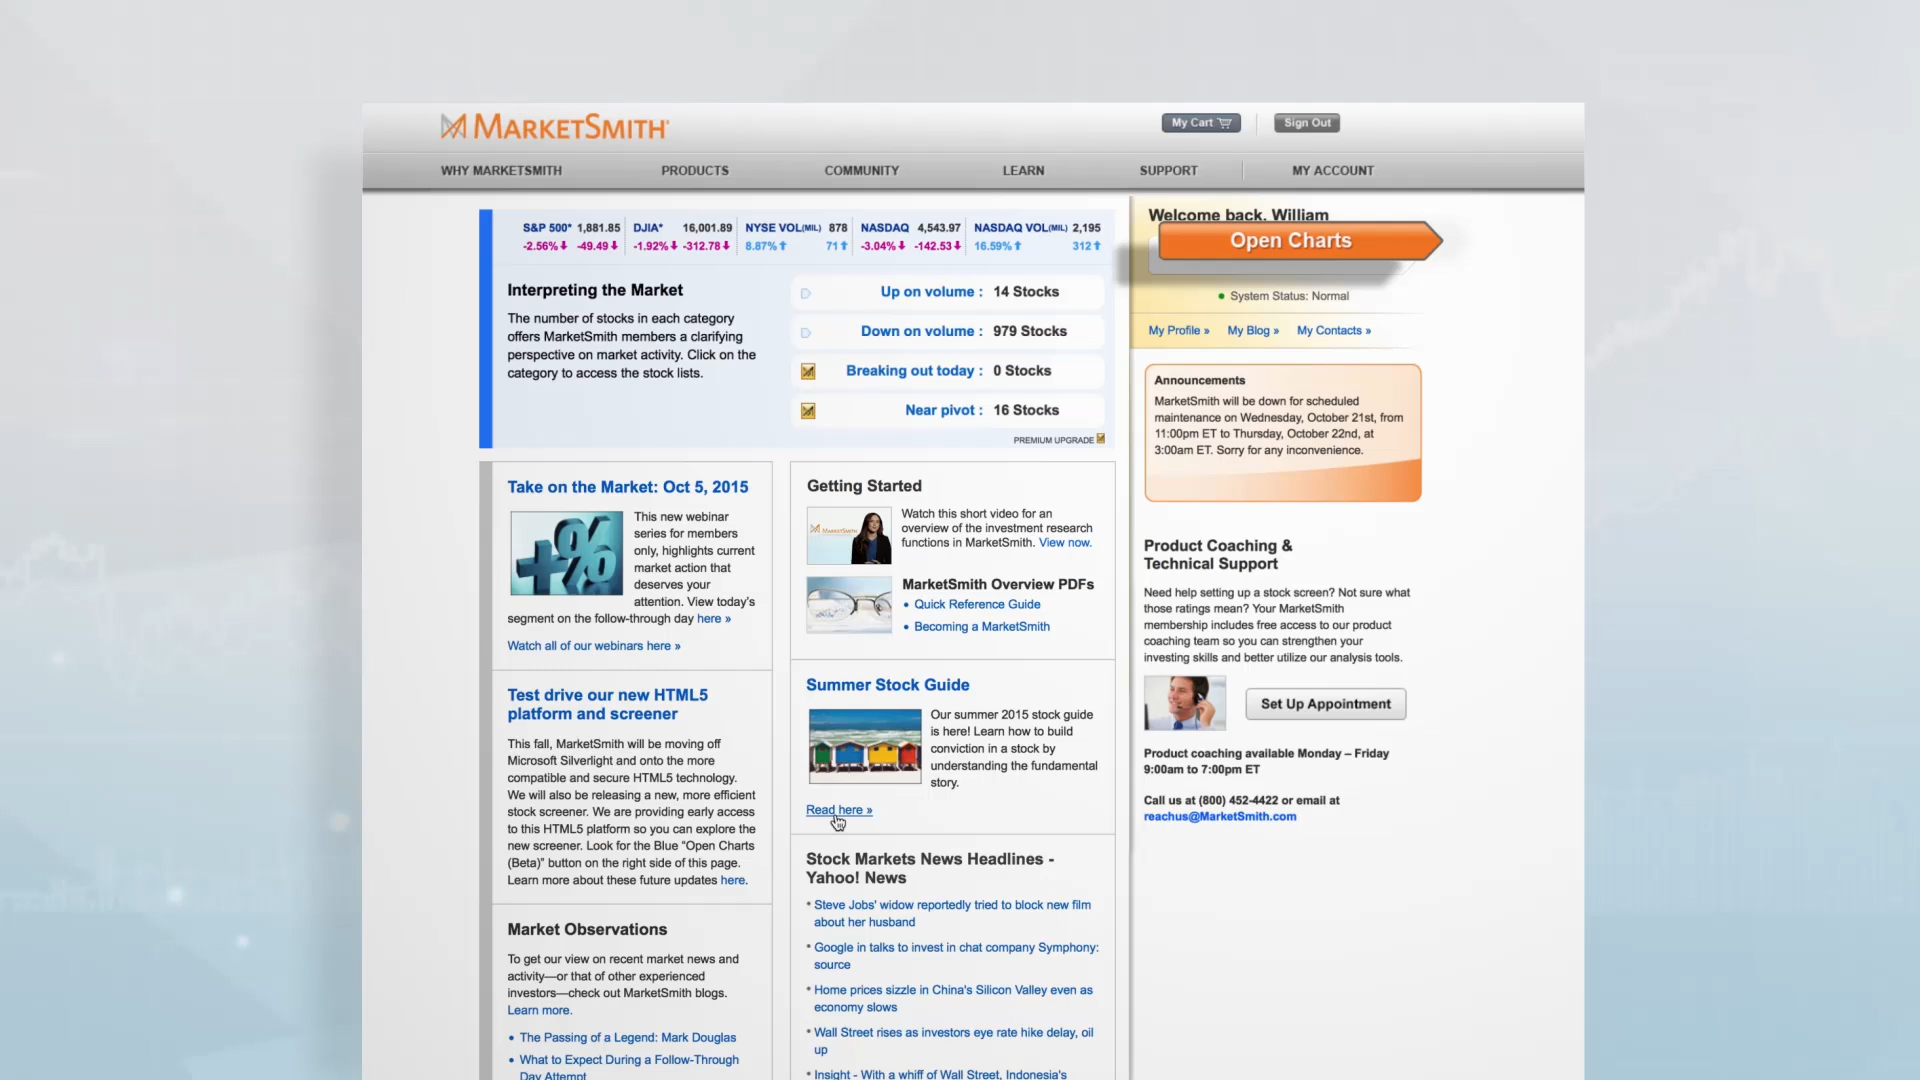 MARKETSMITH
My Cart
Sign Out
WHY MARKETSMITH
PRODUCTS
COMMUNITY
LEARN
SUPPORT
MY ACCOUNT
S&P 500* 1,881.85
-2.56% -49.49
DJIA* 16,001.89
-1.92% -312.78
NYSE VOL(MIL) 878
8.87% 71
NASDAQ 4,543.97
-3.04% -142.53
NASDAQ VOL(MIL) 2,195
16.59% 312
Interpreting the Market
The number of stocks in each category
offers MarketSmith members a clarifying
perspective on market activity. Click on the
category to access the stock lists.
Up on volume : 14 Stocks
Down on volume : 979 Stocks
Breaking out today : 0 Stocks
Near pivot : 16 Stocks
PREMIUM UPGRADE
Take on the Market: Oct 5, 2015
+%
This new webinar
series for members
only, highlights current
market action that
deserves your
attention. View today's
segment on the follow-through day here »
Watch all of our webinars here »
Test drive our new HTML5
platform and screener
This fall, MarketSmith will be moving off
Microsoft Silverlight and onto the more
compatible and secure HTML5 technology.
We will also be releasing a new, more efficient
stock screener. We are providing early access
to this HTML5 platform so you can explore the
new screener. Look for the Blue "Open Charts
(Beta)" button on the right side of this page.
Learn more about these future updates here.
Market Observations
To get our view on recent market news and
activity—or that of other experienced
investors—check out MarketSmith blogs.
Learn more.
• The Passing of a Legend: Mark Douglas
• What to Expect During a Follow-Through
Day Attempt
Getting Started
MARKETSMITH
Watch this short video for an
overview of the investment research
functions in MarketSmith. View now.
MarketSmith Overview PDFs
• Quick Reference Guide
• Becoming a MarketSmith
Summer Stock Guide
Our summer 2015 stock guide
is here! Learn how to build
conviction in a stock by
understanding the fundamental
story.
Read here »
Stock Markets News Headlines -
Yahoo! News
• Steve Jobs' widow reportedly tried to block new film
about her husband
• Google in talks to invest in chat company Symphony:
source
• Home prices sizzle in China's Silicon Valley even as
economy slows
• Wall Street rises as investors eye rate hike delay, oil
up
• Insight - With a whiff of Wall Street, Indonesia's
Welcome back, William
Open Charts
System Status: Normal
My Profile »
My Blog »
My Contacts »
Announcements
MarketSmith will be down for scheduled
maintenance on Wednesday, October 21st, from
11:00pm ET to Thursday, October 22nd, at
3:00am ET. Sorry for any inconvenience.
Product Coaching &
Technical Support
Need help setting up a stock screen? Not sure what
those ratings mean? Your MarketSmith
membership includes free access to our product
coaching team so you can strengthen your
investing skills and better utilize our analysis tools.
Set Up Appointment
Product coaching available Monday – Friday
9:00am to 7:00pm ET
Call us at (800) 452-4422 or email at
reachus@MarketSmith.com